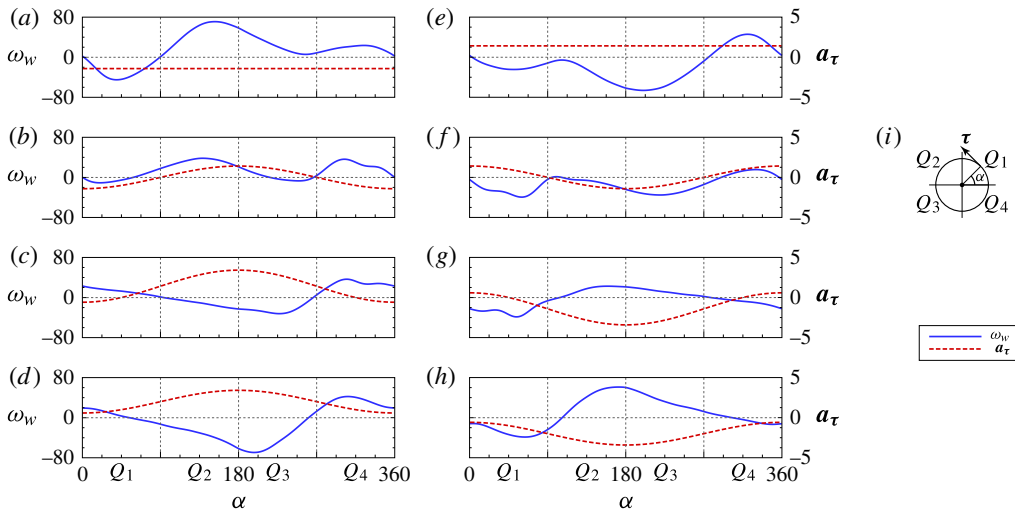 (a) 80 (e) 5
ω_w 0 0 a_τ
–80 –5
(b) 80 (f) 5 (i) τ
ω_w 0 0 a_τ Q_2 Q_1
α
–80 –5 Q_3 Q_4
(c) 80 (g) 5
ω_w 0 0 a_τ
–80 –5
ω_w
a_τ
(d) 80 (h) 5
ω_w 0 0 a_τ
–80 –5
0 Q_1 Q_2 180 Q_3 Q_4 360 0 Q_1 Q_2 180 Q_3 Q_4 360
α α